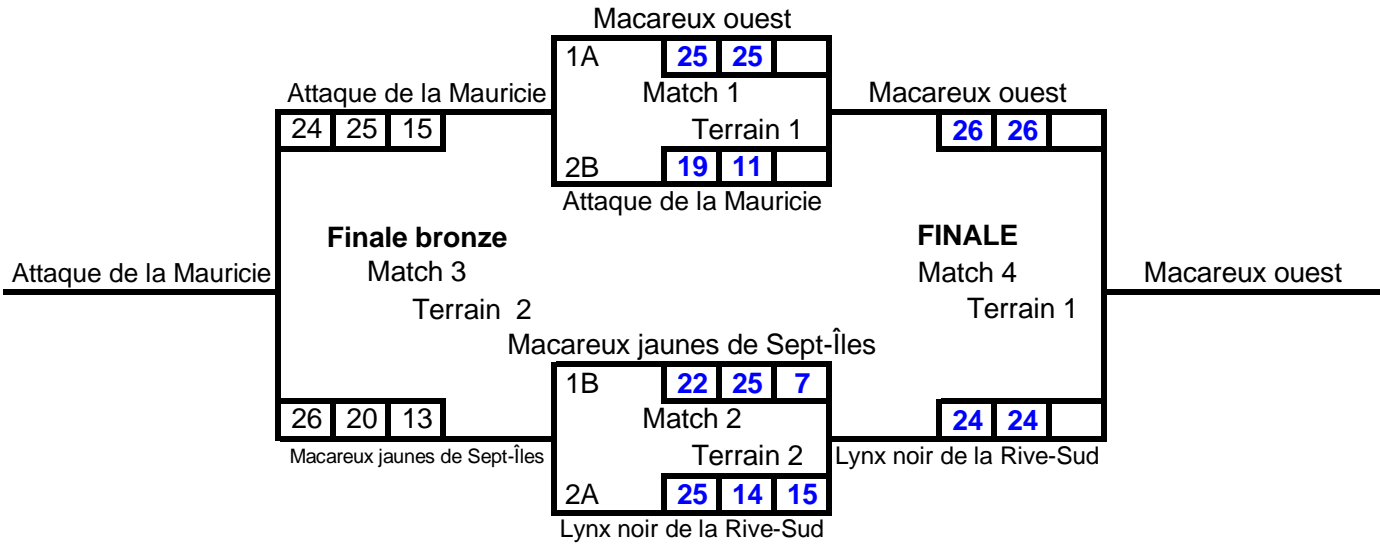 Macareux ouest
1A 25 25
Attaque de la Mauricie Match 1 Macareux ouest
24 25 15 Terrain 1 26 26
2B 19 11
Attaque de la Mauricie
Finale bronze FINALE
Attaque de la Mauricie Match 3 Match 4 Macareux ouest
Terrain 2 Terrain 1
Macareux jaunes de Sept-Îles
1B 22 25 7
26 20 13 Match 2 24 24
Macareux jaunes de Sept-Îles Terrain 2 Lynx noir de la Rive-Sud
2A 25 14 15
Lynx noir de la Rive-Sud